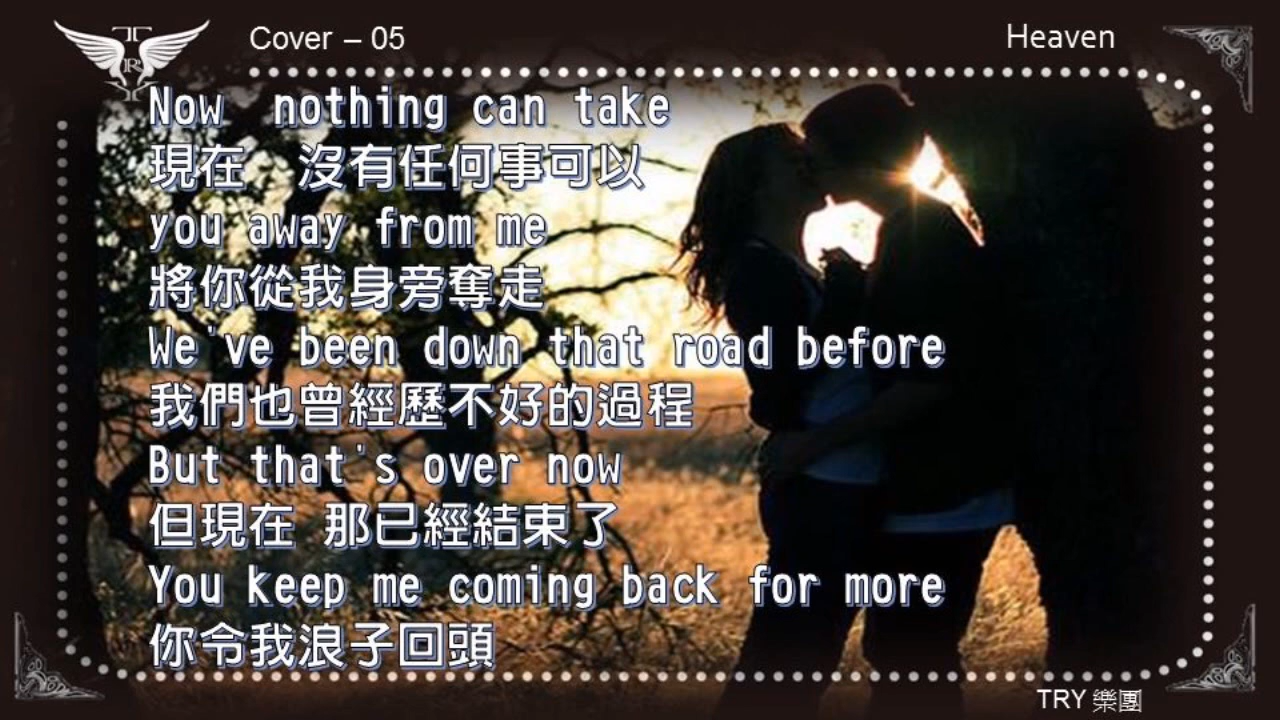 Cover – 05
Heaven
Now nothing can take
現在 沒有任何事可以
you away from me
將你從我身旁奪走
We've been down that road before
我們也曾經歷不好的過程
But that's over now
但現在 那已經結束了
You keep me coming back for more
你令我浪子回頭
TRY 樂團